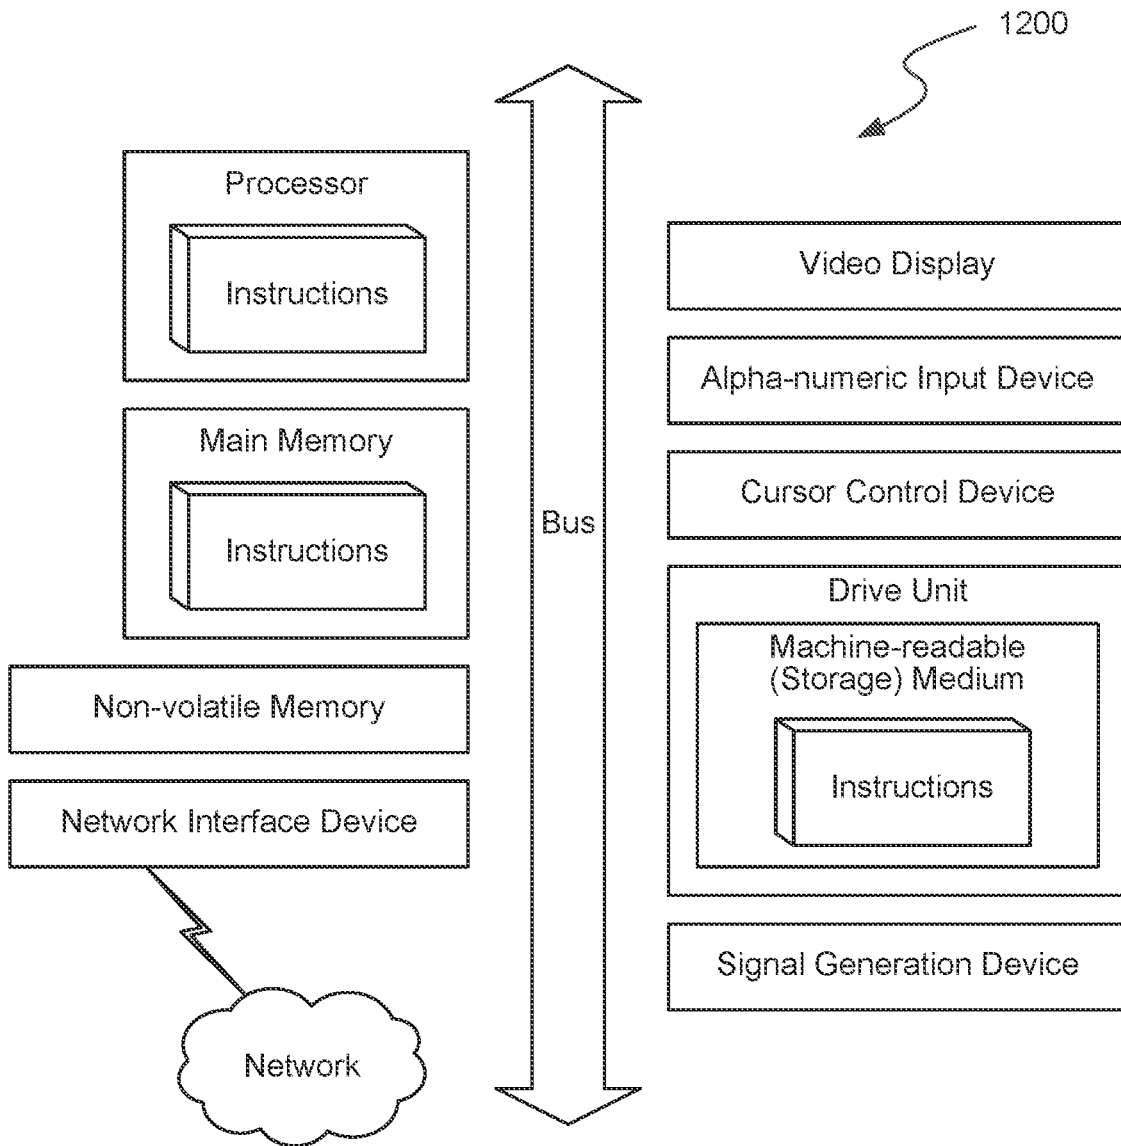 1200
Processor
Instructions
Main Memory
Instructions
Non-volatile Memory
Network Interface Device
Network
Bus
Video Display
Alpha-numeric Input Device
Cursor Control Device
Drive Unit
Machine-readable
(Storage) Medium
Instructions
Signal Generation Device